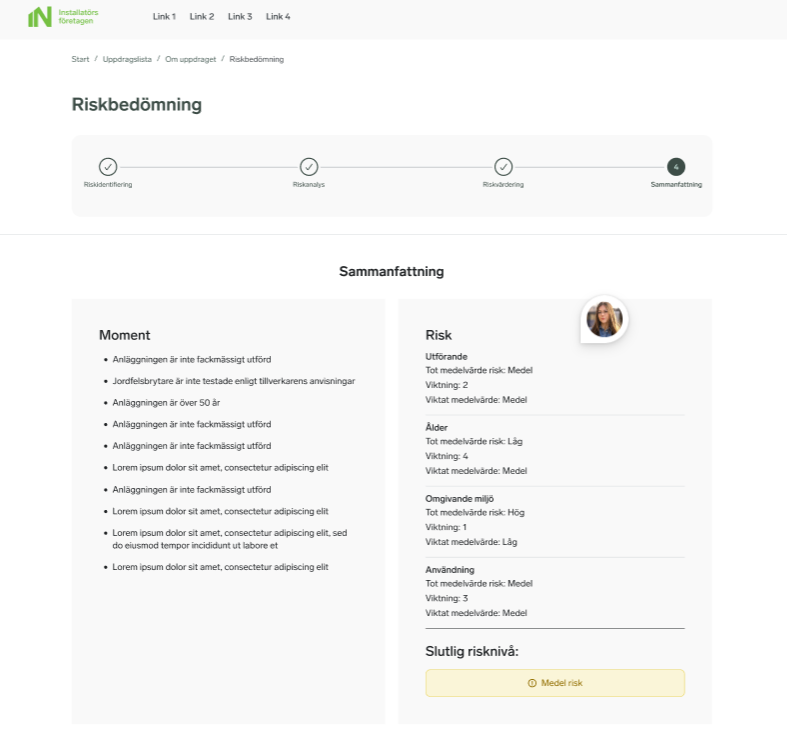 Installatörs
företagen
Link 1 Link 2 Link 3 Link 4
Start / Uppdragslista / Om uppdraget / Riskbedömning
Riskbedömning
4
Riskidentifiering Riskanalys Riskvärdering Sammanfattning
Sammanfattning
Moment
• Anläggningen är inte fackmässigt utförd
• Jordfelsbrytare är inte testade enligt tillverkarens anvisningar
• Anläggningen är över 50 år
• Anläggningen är inte fackmässigt utförd
• Anläggningen är inte fackmässigt utförd
• Lorem ipsum dolor sit amet, consectetur adipiscing elit
• Anläggningen är inte fackmässigt utförd
• Lorem ipsum dolor sit amet, consectetur adipiscing elit
• Lorem ipsum dolor sit amet, consectetur adipiscing elit, sed
do eiusmod tempor incididunt ut labore et
• Lorem ipsum dolor sit amet, consectetur adipiscing elit
Risk
Utförande
Tot medelvärde risk: Medel
Viktning: 2
Viktat medelvärde: Medel
Ålder
Tot medelvärde risk: Låg
Viktning: 4
Viktat medelvärde: Medel
Omgivande miljö
Tot medelvärde risk: Hög
Viktning: 1
Viktat medelvärde: Låg
Användning
Tot medelvärde risk: Medel
Viktning: 3
Viktat medelvärde: Medel
Slutlig risknivå:
Medel risk